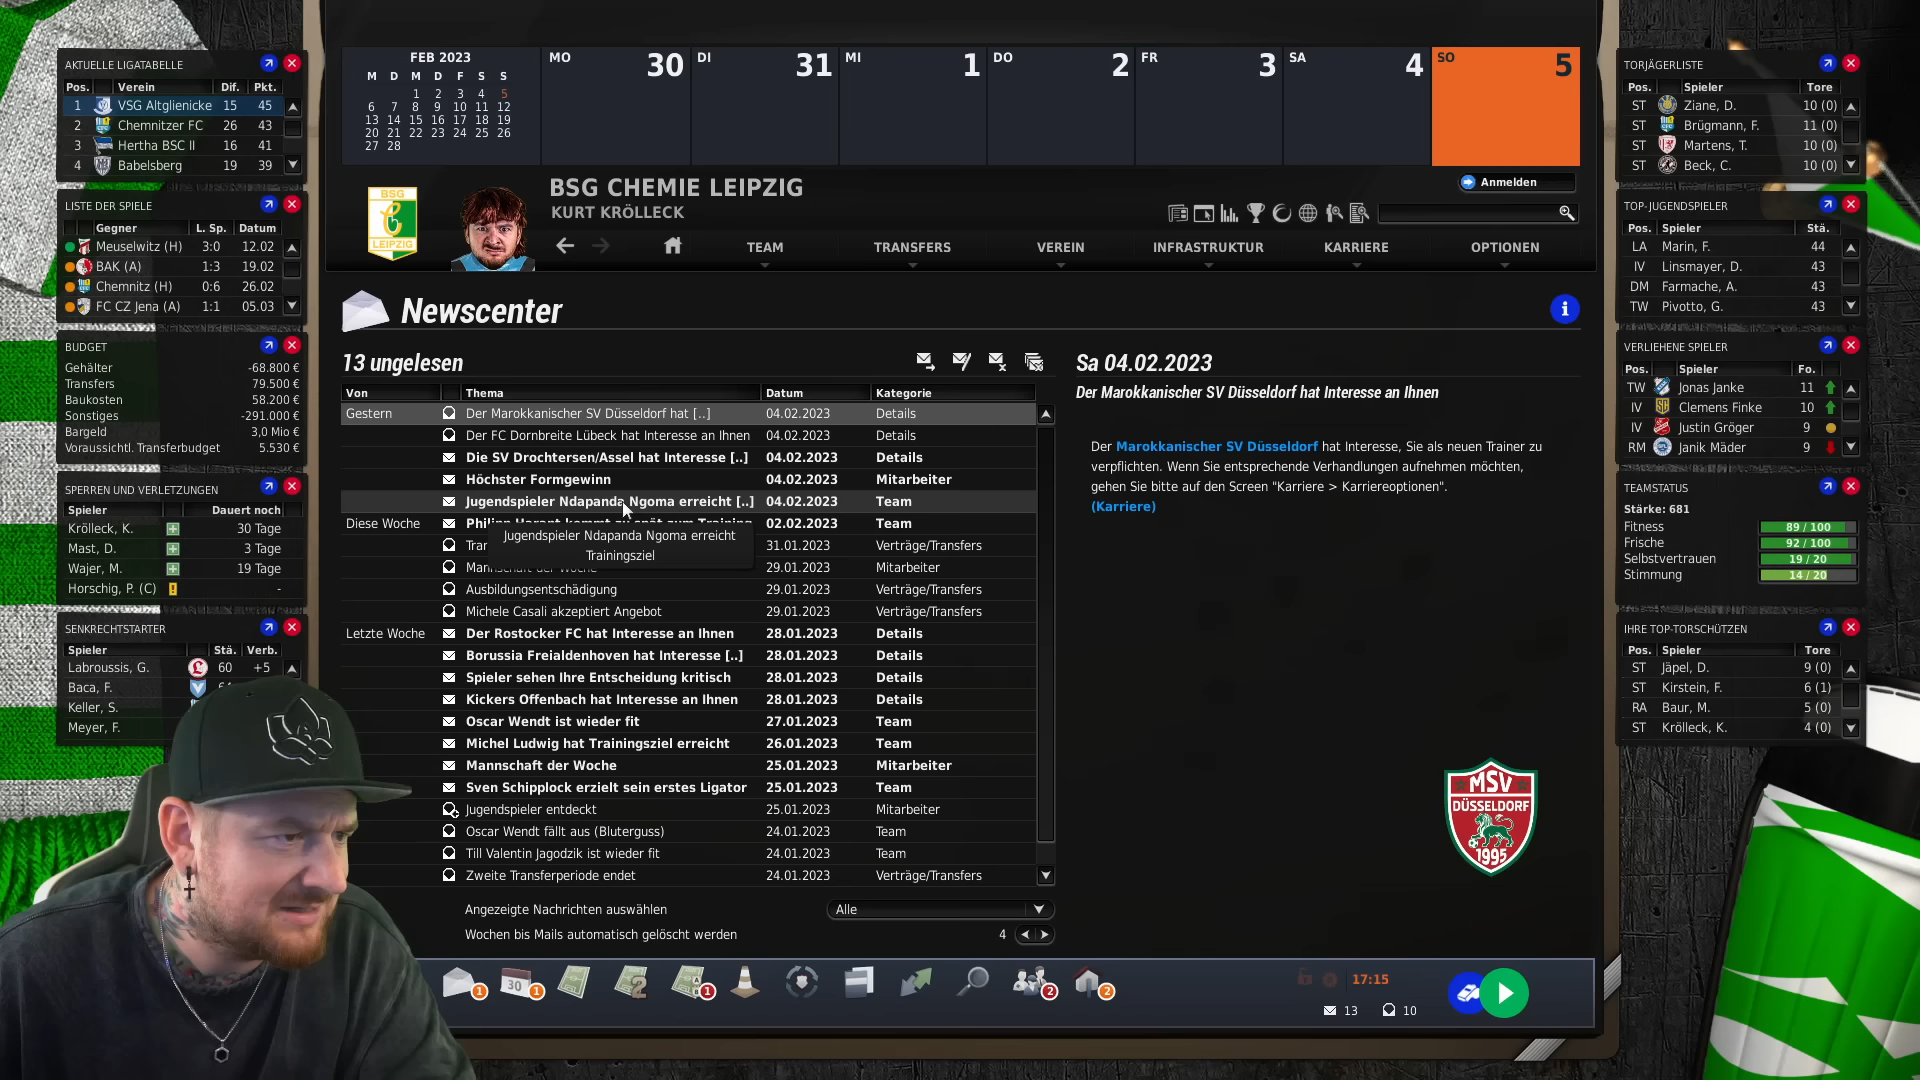 AKTUELLE LIGATABELLE
Pos. Verein Dif. Pkt.
1 VSG Altglienicke 15 45
2 Chemnitzer FC 26 43
3 Hertha BSC II 16 41
4 Babelsberg 19 39
LISTE DER SPIELE
Gegner L. Sp. Datum
Meuselwitz (H) 3:0 12.02
BAK (A) 1:3 19.02
Chemnitz (H) 0:6 26.02
FC CZ Jena (A) 1:1 05.03
BUDGET
Gehälter -68.800 €
Transfers 79.500 €
Baukosten 58.200 €
Sonstiges -291.000 €
Bargeld 3,0 Mio €
Voraussichtl. Transferbudget 5.530 €
SPERREN UND VERLETZUNGEN
Spieler Dauert noch
Krölleck, K. 30 Tage
Mast, D. 3 Tage
Wajer, M. 19 Tage
Horschig, P. (C) -
SENKRECHTSTARTER
Spieler Stä. Verb.
Labroussis, G. 60 +5
Baca, F.
Keller, S.
Meyer, F.
FEB 2023
M D M D F S S
1 2 3 4 5
6 7 8 9 10 11 12
13 14 15 16 17 18 19
20 21 22 23 24 25 26
27 28
MO 30 DI 31 MI 1 DO 2 FR 3 SA 4 SO 5
BSG
LEIPZIG
BSG CHEMIE LEIPZIG
KURT KRÖLLECK
Anmelden
TEAM TRANSFERS VEREIN INFRASTRUKTUR KARRIERE OPTIONEN
Newscenter
13 ungelesen
Von Thema Datum Kategorie
Gestern Der Marokkanischer SV Düsseldorf hat [..] 04.02.2023 Details
Der FC Dornbreite Lübeck hat Interesse an Ihnen 04.02.2023 Details
Die SV Drochtersen/Assel hat Interesse [..] 04.02.2023 Details
Höchster Formgewinn 04.02.2023 Mitarbeiter
Jugendspieler Ndapanda Ngoma erreicht [..] 04.02.2023 Team
Diese Woche Philipp Harant kommt zu spät zum Training 02.02.2023 Team
Jugendspieler Ndapanda Ngoma erreicht
Trainingsziel
31.01.2023 Verträge/Transfers
Mannschaft der Woche 29.01.2023 Mitarbeiter
Ausbildungsentschädigung 29.01.2023 Verträge/Transfers
Michele Casali akzeptiert Angebot 29.01.2023 Verträge/Transfers
Letzte Woche Der Rostocker FC hat Interesse an Ihnen 28.01.2023 Details
Borussia Freialdenhoven hat Interesse [..] 28.01.2023 Details
Spieler sehen Ihre Entscheidung kritisch 28.01.2023 Details
Kickers Offenbach hat Interesse an Ihnen 28.01.2023 Details
Oscar Wendt ist wieder fit 27.01.2023 Team
Michel Ludwig hat Trainingsziel erreicht 26.01.2023 Team
Mannschaft der Woche 25.01.2023 Mitarbeiter
Sven Schipplock erzielt sein erstes Ligator 25.01.2023 Team
Jugendspieler entdeckt 25.01.2023 Mitarbeiter
Oscar Wendt fällt aus (Bluterguss) 24.01.2023 Team
Till Valentin Jagodzik ist wieder fit 24.01.2023 Team
Zweite Transferperiode endet 24.01.2023 Verträge/Transfers
Angezeigte Nachrichten auswählen Alle
Wochen bis Mails automatisch gelöscht werden 4
Sa 04.02.2023
Der Marokkanischer SV Düsseldorf hat Interesse an Ihnen
Der Marokkanischer SV Düsseldorf hat Interesse, Sie als neuen Trainer zu
verpflichten. Wenn Sie entsprechende Verhandlungen aufnehmen möchten,
gehen Sie bitte auf den Screen "Karriere > Karriereoptionen".
(Karriere)
MSV
DÜSSELDORF
1995
1 30 1 2 1 2 2
17:15
13 10
TORJÄGERLISTE
Pos. Spieler Tore
ST Ziane, D. 10 (0)
ST Brügmann, F. 11 (0)
ST Martens, T. 10 (0)
ST Beck, C. 10 (0)
TOP-JUGENDSPIELER
Pos. Spieler Stä.
LA Marin, F. 44
IV Linsmayer, D. 43
DM Farmache, A. 43
TW Pivotto, G. 43
VERLIEHENE SPIELER
Pos. Spieler Fo.
TW Jonas Janke 11
IV Clemens Finke 10
IV Justin Gröger 9
RM Janik Mäder 9
TEAMSTATUS
Stärke: 681
Fitness 89 / 100
Frische 92 / 100
Selbstvertrauen 19 / 20
Stimmung 14 / 20
IHRE TOP-TORSCHÜTZEN
Pos. Spieler Tore
ST Jäpel, D. 9 (0)
ST Kirstein, F. 6 (1)
RA Baur, M. 5 (0)
ST Krölleck, K. 4 (0)